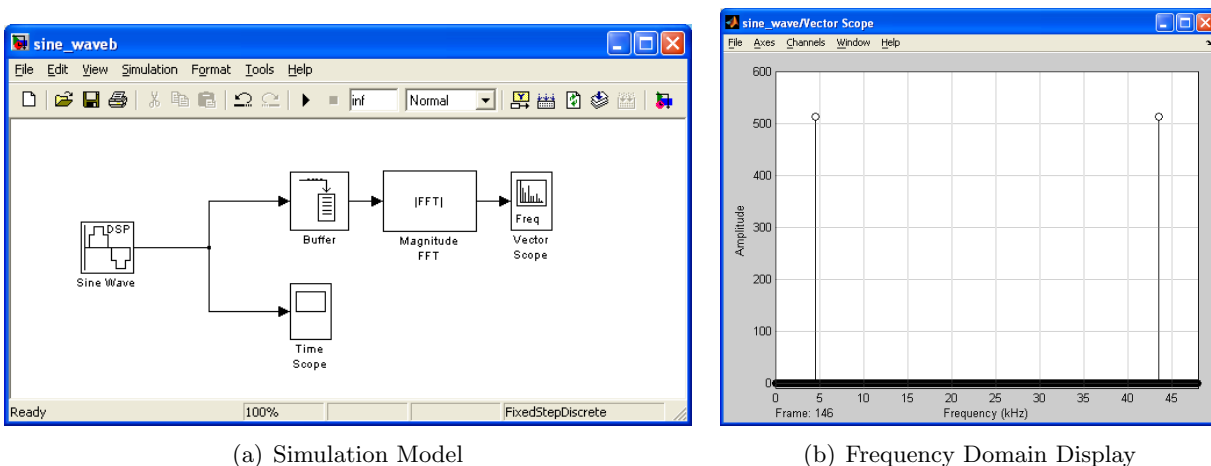 sine_waveb
File Edit View Simulation Format Tools Help
inf Normal
DSP
Sine Wave
Buffer
|FFT|
Magnitude
FFT
Freq
Vector
Scope
Time
Scope
Ready 100% FixedStepDiscrete
(a) Simulation Model
sine_wave/Vector Scope
File Axes Channels Window Help
600
500
400
300
200
100
0
Amplitude
0 5 10 15 20 25 30 35 40 45
Frame: 146 Frequency (kHz)
(b) Frequency Domain Display